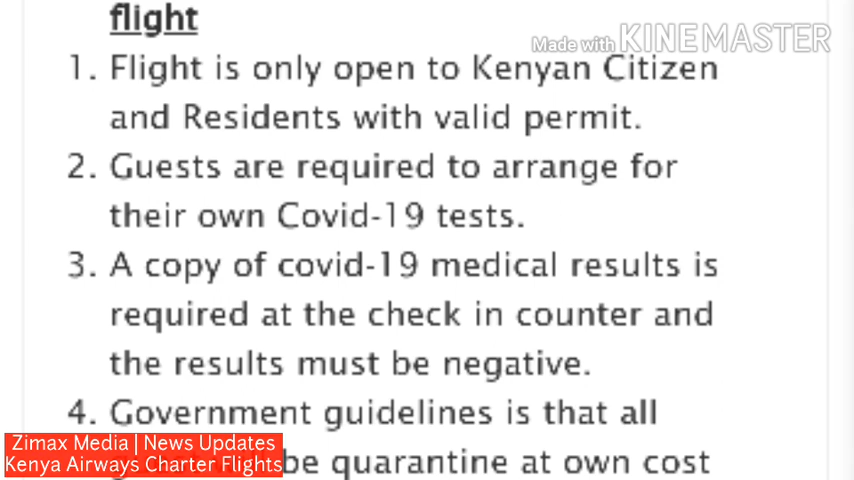 flight
Made with KINEMASTER
1. Flight is only open to Kenyan Citizen
and Residents with valid permit.
2. Guests are required to arrange for
their own Covid-19 tests.
3. A copy of covid-19 medical results is
required at the check in counter and
the results must be negative.
4. Government guidelines is that all
be quarantine at own cost
Zimax Media | News Updates
Kenya Airways Charter Flights